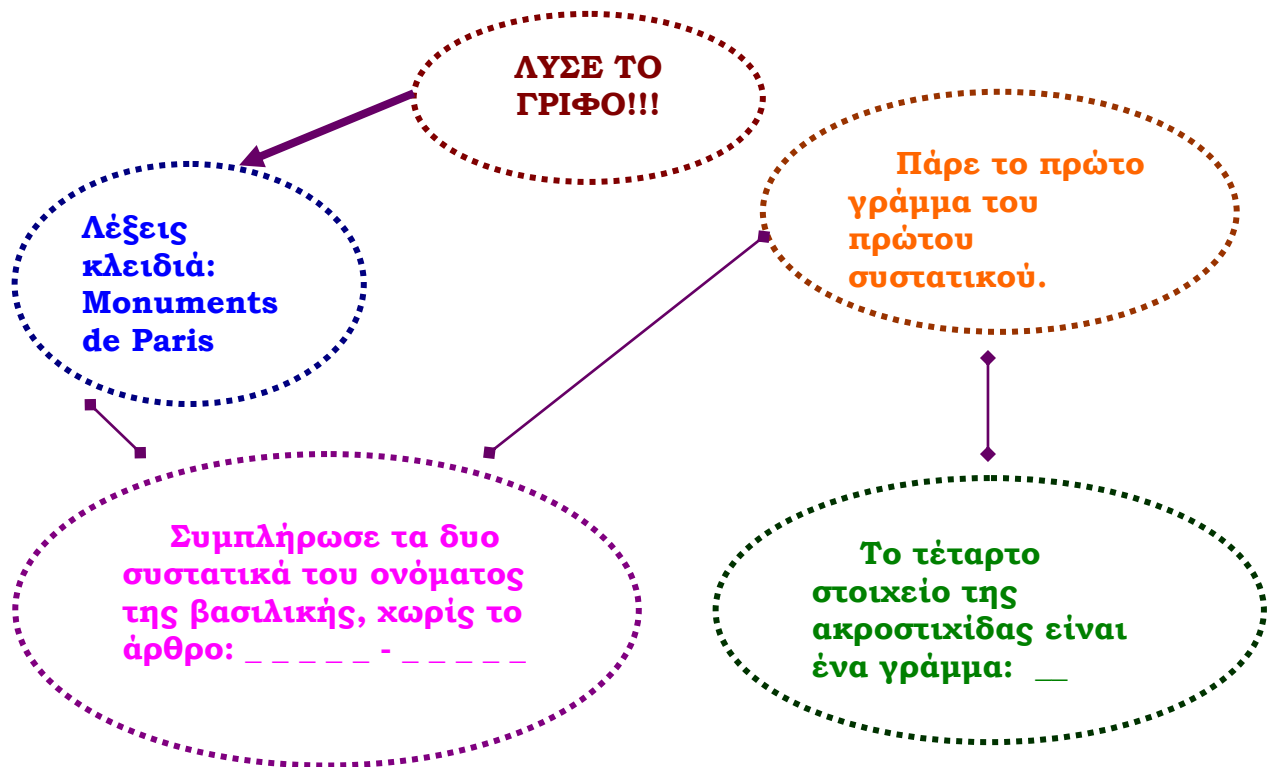 ΛΥΣΕ ΤΟ
ΓΡΙΦΟ!!!
Λέξεις
κλειδιά:
Monuments
de Paris
Συμπλήρωσε τα δυο
συστατικά του ονόματος
της βασιλικής, χωρίς το
άρθρο: _ _ _ _ _ - _ _ _ _ _
Πάρε το πρώτο
γράμμα του
πρώτου
συστατικού.
Το τέταρτο
στοιχείο της
ακροστιχίδας είναι
ένα γράμμα: __